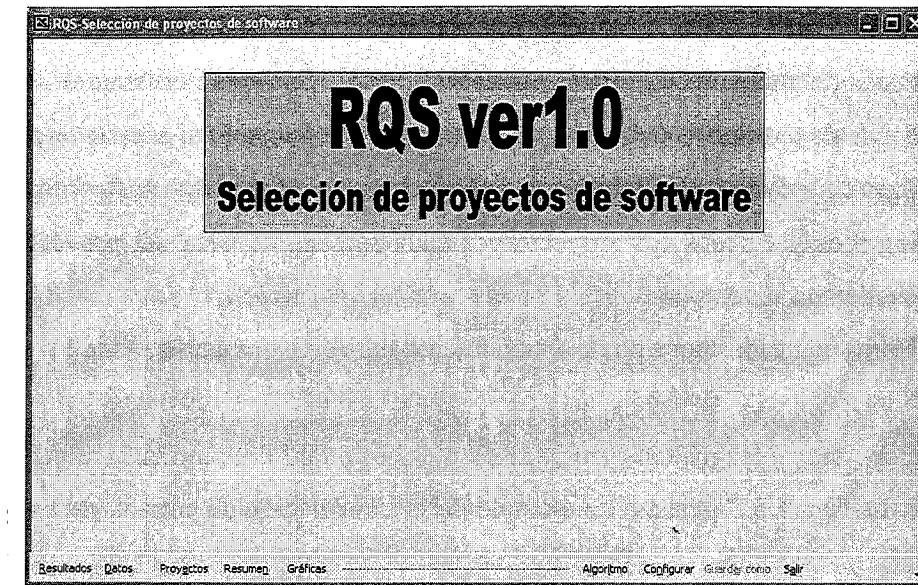 RQS-Selección de proyectos de software
RQS ver1.0
Selección de proyectos de software
Resultados Datos Proyectos Resumen Gráficas Algoritmo Configurar Guardar como Salir